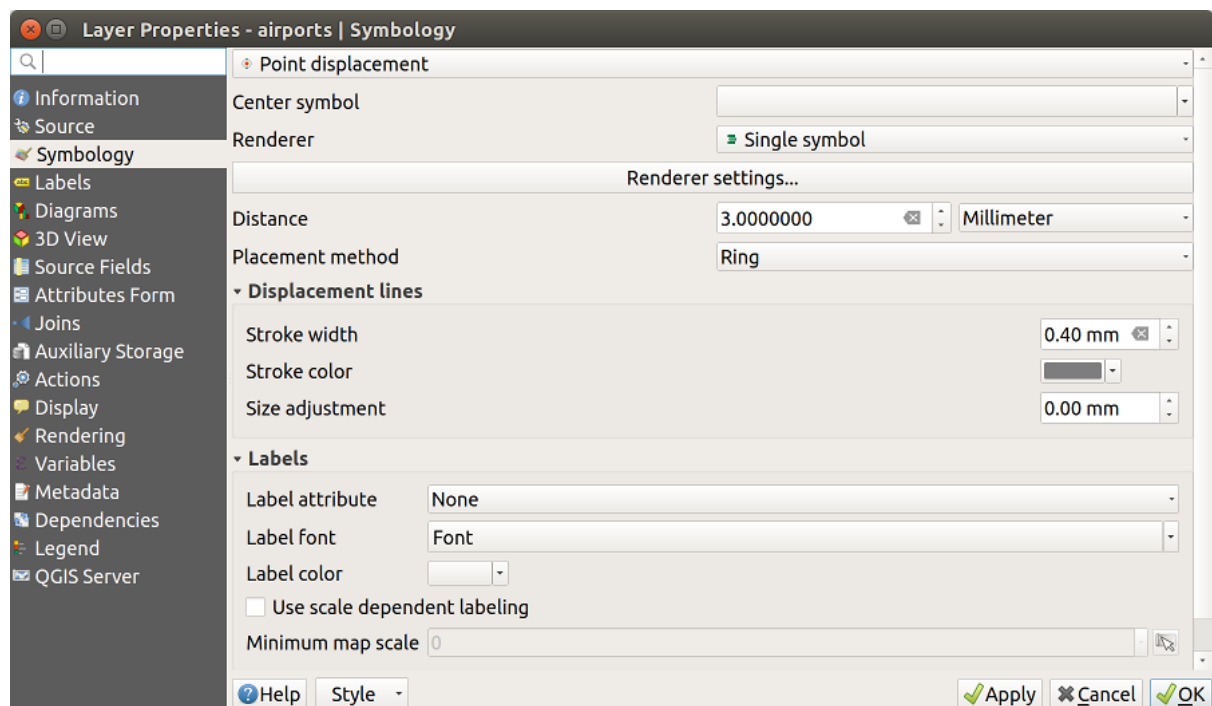 Layer Properties - airports | Symbology
Information
Source
Symbology
Labels
Diagrams
3D View
Source Fields
Attributes Form
Joins
Auxiliary Storage
Actions
Display
Rendering
Variables
Metadata
Dependencies
Legend
QGIS Server
Point displacement
Center symbol
Renderer Single symbol
Renderer settings...
Distance 3.0000000 Millimeter
Placement method Ring
Displacement lines
Stroke width 0.40 mm
Stroke color
Size adjustment 0.00 mm
Labels
Label attribute None
Label font Font
Label color
Use scale dependent labeling
Minimum map scale 0
Help Style Apply Cancel OK